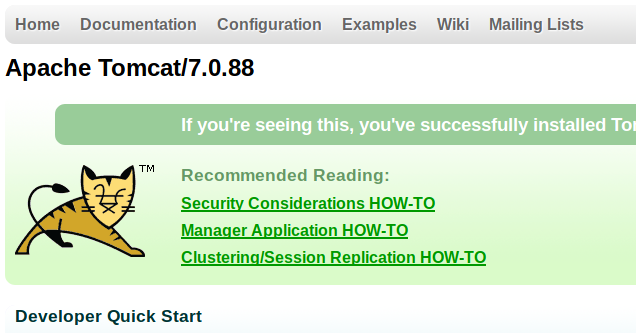 Home Documentation Configuration Examples Wiki Mailing Lists
Apache Tomcat/7.0.88
If you're seeing this, you've successfully installed
TM
Recommended Reading:
Security Considerations HOW-TO
Manager Application HOW-TO
Clustering/Session Replication HOW-TO
Developer Quick Start